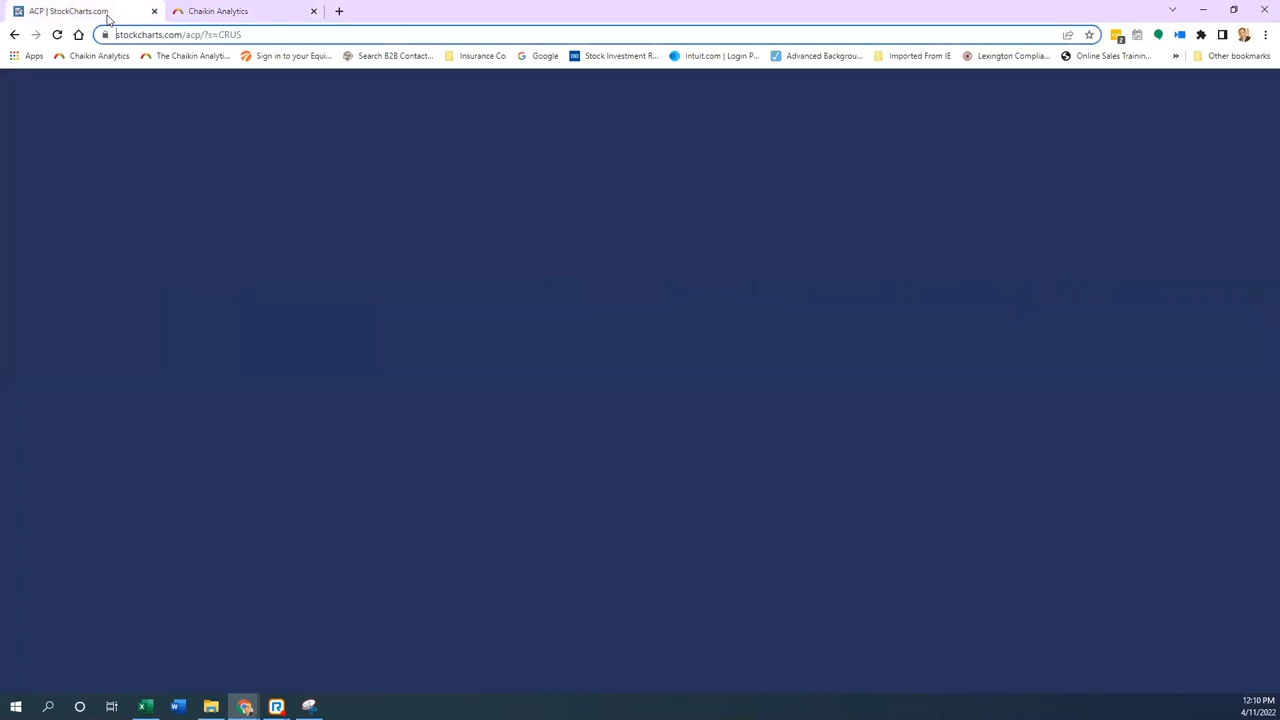 ACP | StockCharts.com
Chaikin Analytics
stockcharts.com/acp/?s=CRUS
Apps Chaikin Analytics The Chaikin Analyti... Sign in to your Equi... Search B2B Contact... Insurance Co Google Stock Investment R... Intuit.com | Login P... Advanced Backgrou... Imported From IE Lexington Complia... Online Sales Trainin... » Other bookmarks
12:10 PM
4/11/2022